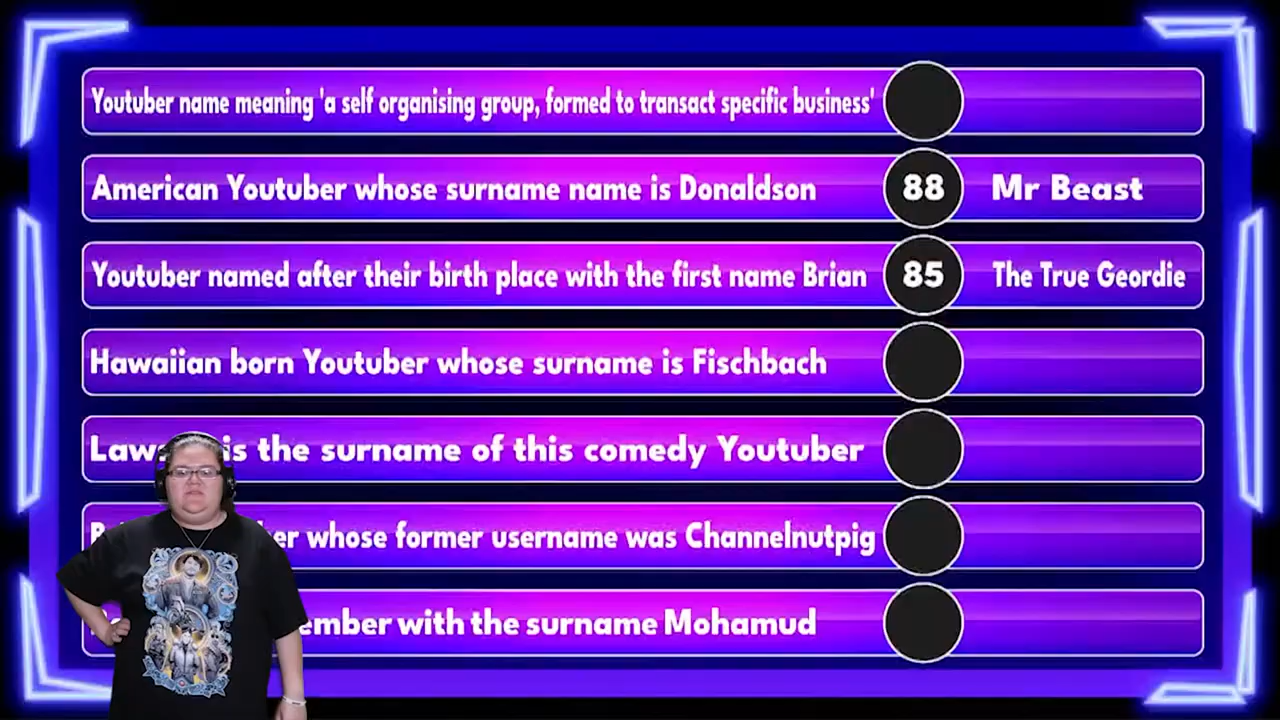 Youtuber name meaning 'a self organising group, formed to transact specific business'
American Youtuber whose surname name is Donaldson 88 Mr Beast
Youtuber named after their birth place with the first name Brian 85 The True Geordie
Hawaiian born Youtuber whose surname is Fischbach
is the surname of this comedy Youtuber
whose former username was Channelnutpig
with the surname Mohamud